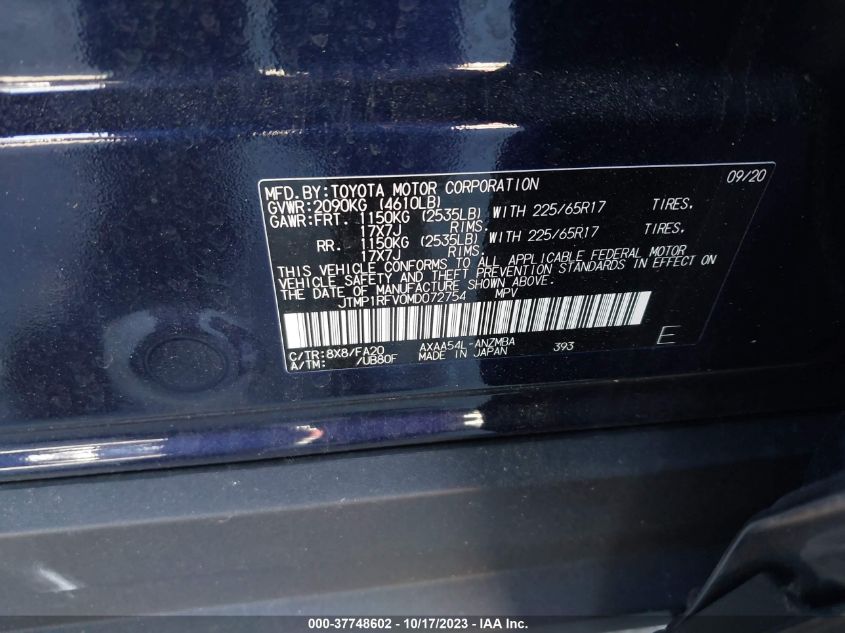 09/20
MFD.BY:TOYOTA MOTOR CORPORATION
GVWR:2090KG (4610LB)
GAWR:FRT. 1150KG (2535LB) WITH 225/65R17 TIRES.
17X7J RIMS.
RR. 1150KG (2535LB) WITH 225/65R17 TIRES.
17X7J RIMS.
THIS VEHICLE CONFORMS TO ALL APPLICABLE FEDERAL MOTOR
VEHICLE SAFETY AND THEFT PREVENTION STANDARDS IN EFFECT ON
THE DATE OF MANUFACTURE SHOWN ABOVE.
JTMP1RFV0MD072754 MPV
C/TR:8X8/FA20 AXAA54L-ANZMBA 393 E
A/TM: /UB80F MADE IN JAPAN
000-37748602 - 10/17/2023 - IAA Inc.